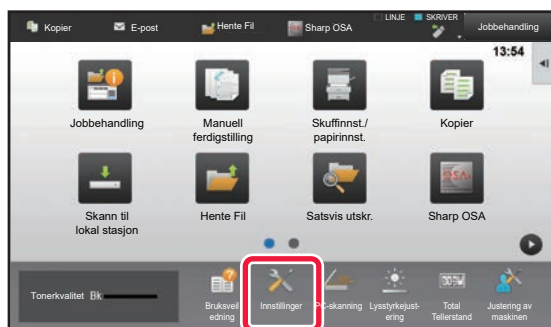 Kopier
E-post
Hente Fil
Sharp OSA
LINJE
SKRIVER
Jobbehandling
13:54
Jobbehandling
Manuell
ferdigstilling
Skuffinnst./
papirinnst.
Kopier
Skann til
lokal stasjon
Hente Fil
Satsvis utskr.
Sharp OSA
Tonerkvalitet Bk
Bruksveil
edning
Innstillinger
PC-skanning
Lysstyrkejust-
ering
Total
Tellerstand
Justering av
maskinen